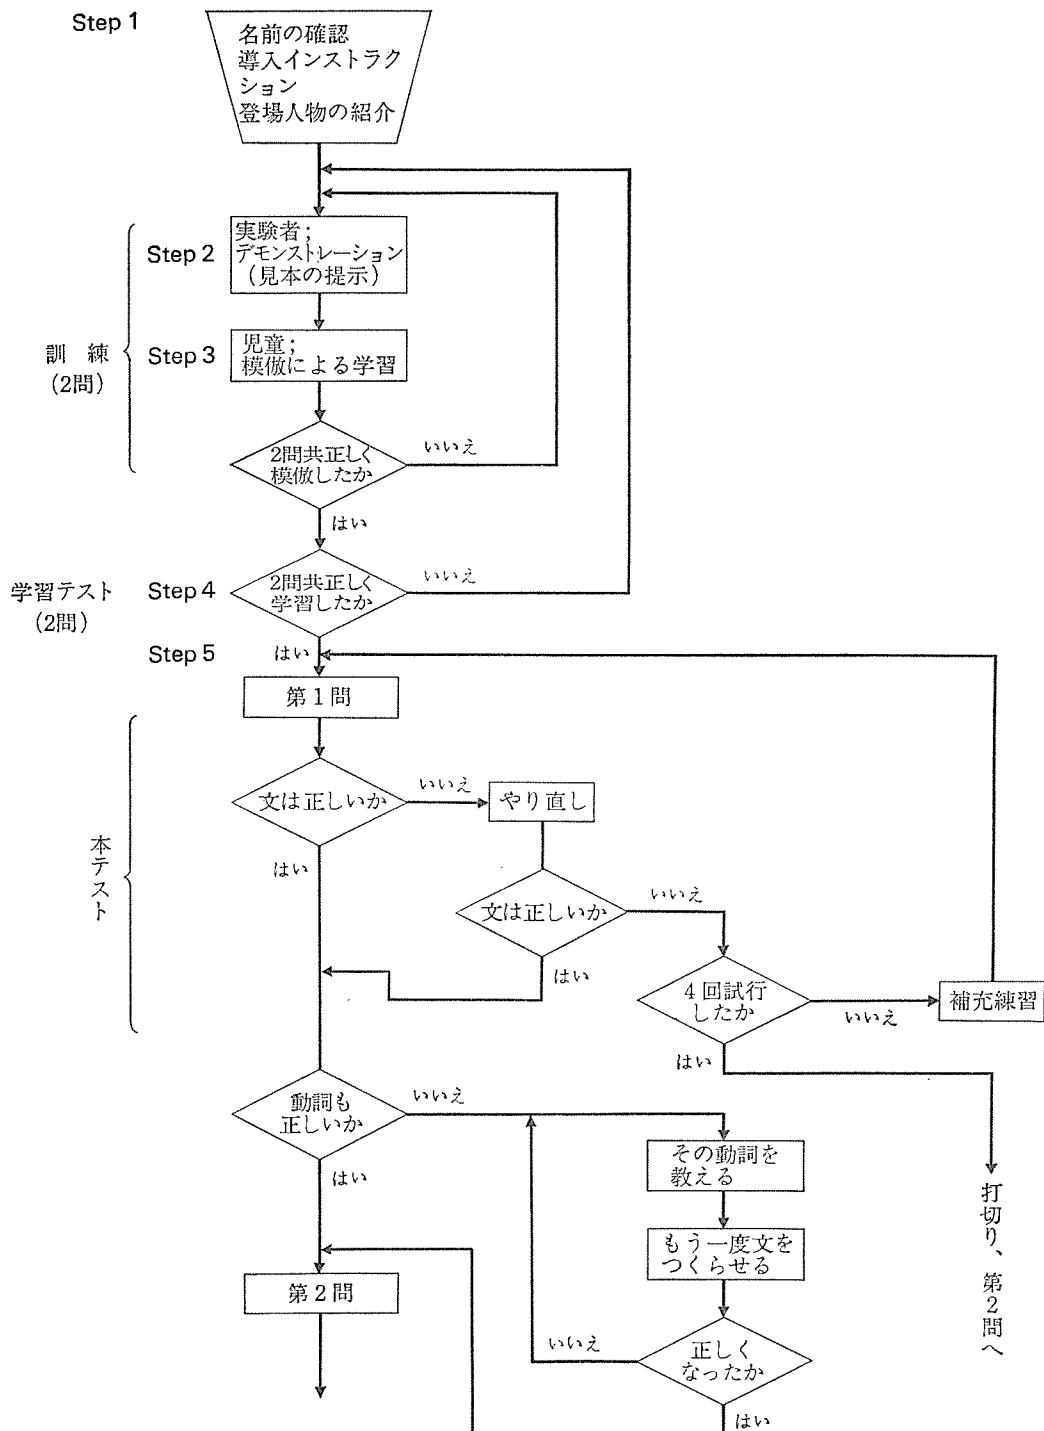 Step 1
名前の確認
導入インストラク
ション
登場人物の紹介
訓練
(2問)
Step 2
実験者;
デモンストレーション
(見本の提示)
Step 3
児童;
模倣による学習
2問共正しく
模倣したか
いいえ
はい
学習テスト
(2問)
Step 4
2問共正しく
学習したか
いいえ
Step 5
はい
第1問
本テスト
文は正しいか
いいえ
やり直し
はい
文は正しいか
いいえ
はい
4回試行
したか
いいえ
補充練習
はい
打切り、第2問へ
動詞も
正しいか
いいえ
はい
その動詞を
教える
もう一度文を
つくらせる
第2問
正しく
なったか
いいえ
はい